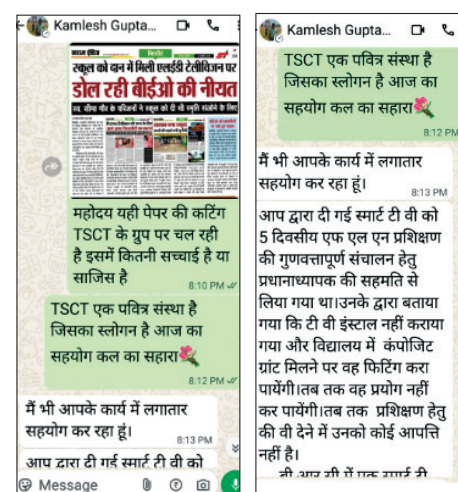 Kamlesh Gupta...
स्कूल को दान में मिली एलईडी टेलीविजन पर
डोल रही बीईओ की नीयत
महोदय यही पेपर की कटिंग
TSCT के ग्रुप पर चल रही
है इसमें कितनी सच्चाई है या
साजिस है
8:10 PM
TSCT एक पवित्र संस्था है
जिसका स्लोगन है आज का
सहयोग कल का सहारा🌹
8:12 PM
मैं भी आपके कार्य में लगातार
सहयोग कर रहा हूं।
8:13 PM
आप द्वारा दी गई स्मार्ट टी वी को
Message
Kamlesh Gupta...
TSCT एक पवित्र संस्था है
जिसका स्लोगन है आज का
सहयोग कल का सहारा🌹
8:12 PM
मैं भी आपके कार्य में लगातार
सहयोग कर रहा हूं।
8:13 PM
आप द्वारा दी गई स्मार्ट टी वी को
5 दिवसीय एफ एल एन प्रशिक्षण
की गुणवत्तापूर्ण संचालन हेतु
प्रधानाध्यापक की सहमति से
लिया गया था।उनके द्वारा बताया
गया कि टी वी इंस्टाल नहीं कराया
गया और विद्यालय में कंपोजिट
ग्रांट मिलने पर वह फिटिंग करा
पायेंगी।तब तक वह प्रयोग नहीं
कर पायेंगी।तब तक प्रशिक्षण हेतु
की वी देने में उनको कोई आपत्ति
नहीं है।
बी आर सी में एक स्मार्ट टी